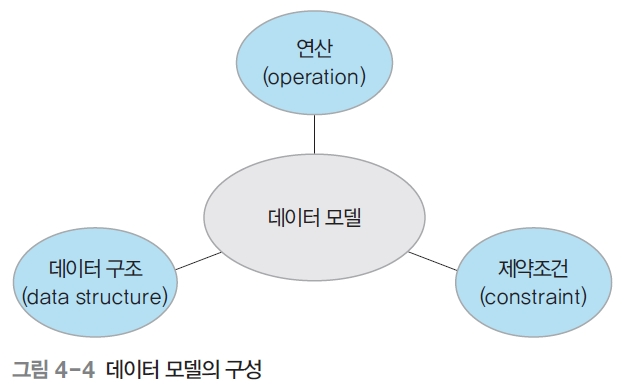 연산
(operation)
데이터 모델
데이터 구조
(data structure)
제약조건
(constraint)
그림 4-4 데이터 모델의 구성